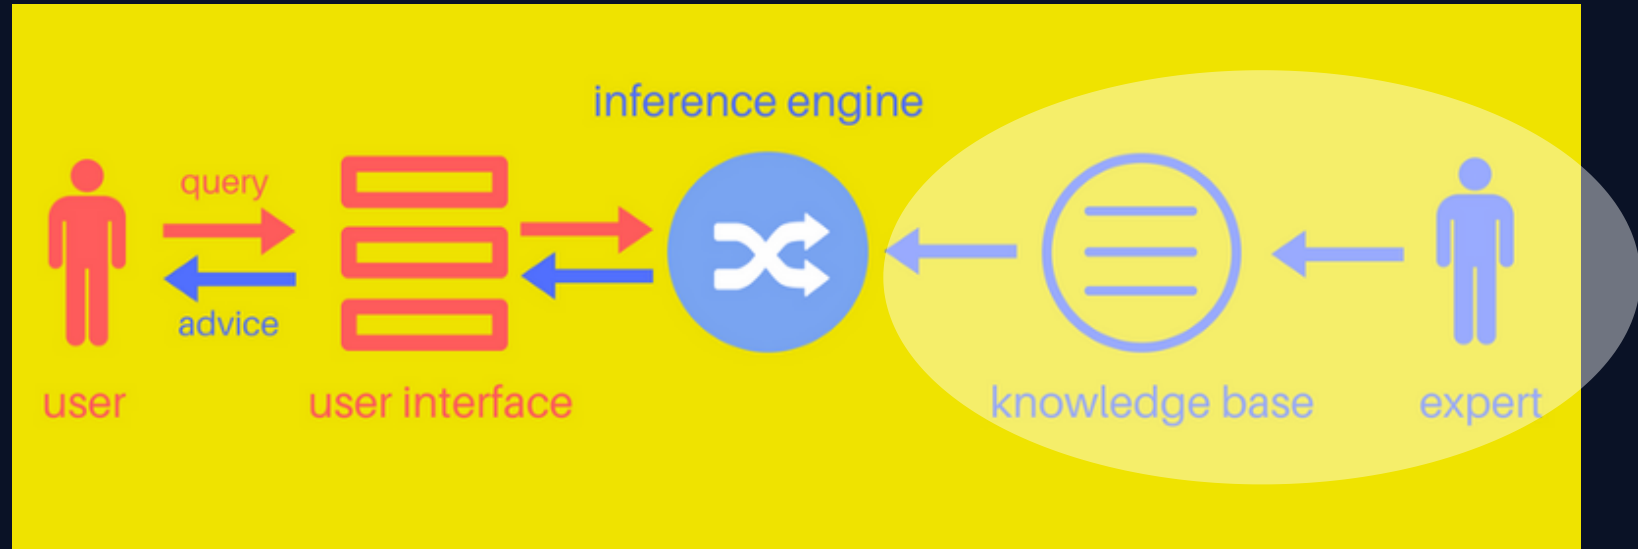 inference engine
query
advice
user
user interface
knowledge base
expert